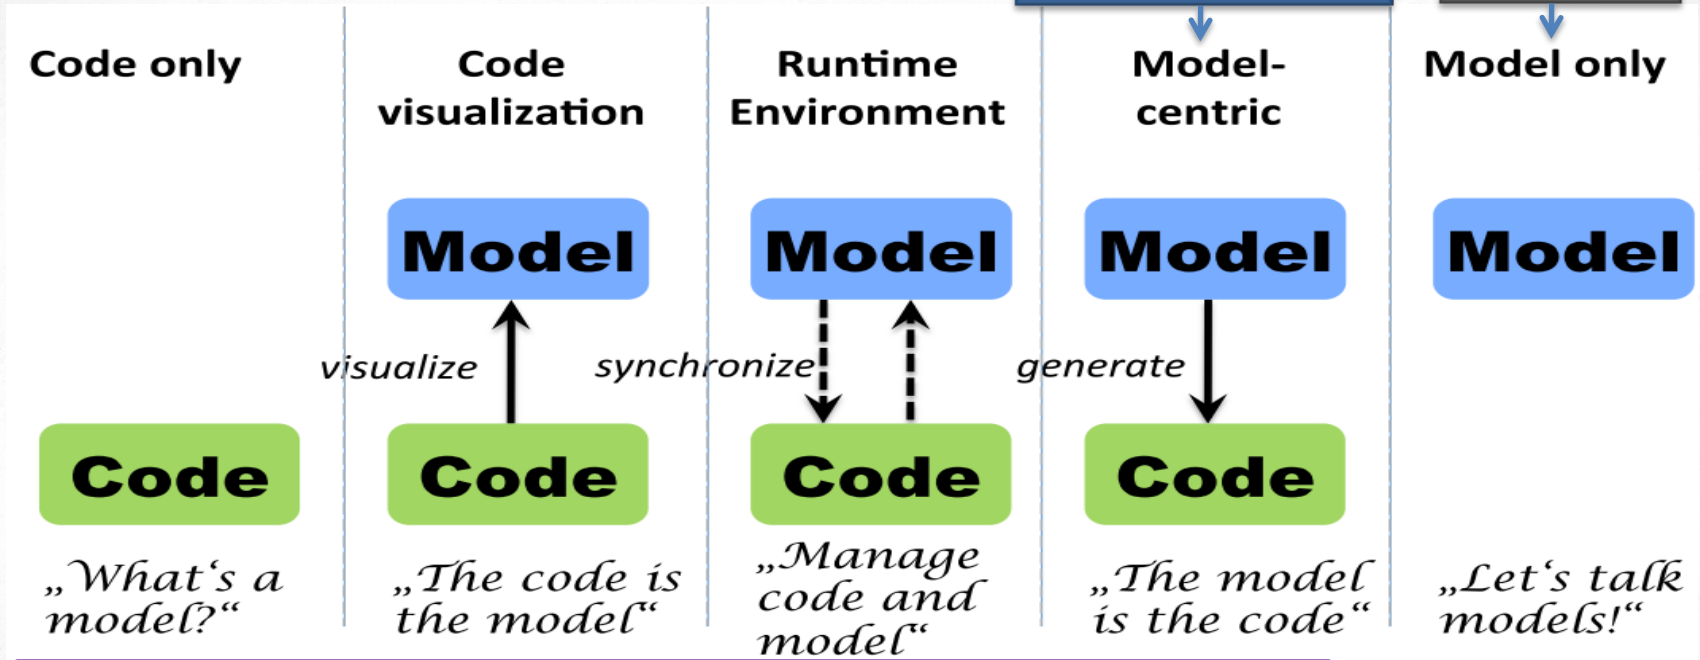 Code only
Code
visualization
Runtime
Environment
Model-
centric
Model only
Model
Model
Model
Model
visualize
synchronize
generate
Code
Code
Code
Code
„What‘s a
model?“
„The code is
the model“
„Manage
code and
model“
„The model
is the code“
„Let‘s talk
models!“